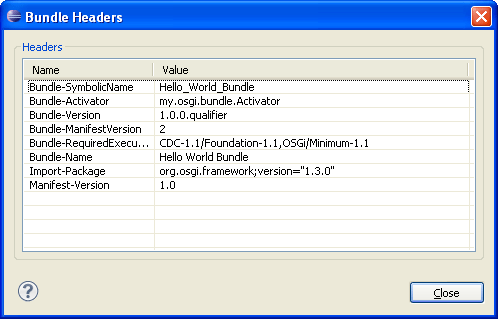 Bundle Headers
Headers
Name Value
Bundle-SymbolicName Hello_World_Bundle
Bundle-Activator my.osgi.bundle.Activator
Bundle-Version 1.0.0.qualifier
Bundle-ManifestVersion 2
Bundle-RequiredExecu... CDC-1.1/Foundation-1.1,OSGi/Minimum-1.1
Bundle-Name Hello World Bundle
Import-Package org.osgi.framework;version="1.3.0"
Manifest-Version 1.0
? Close